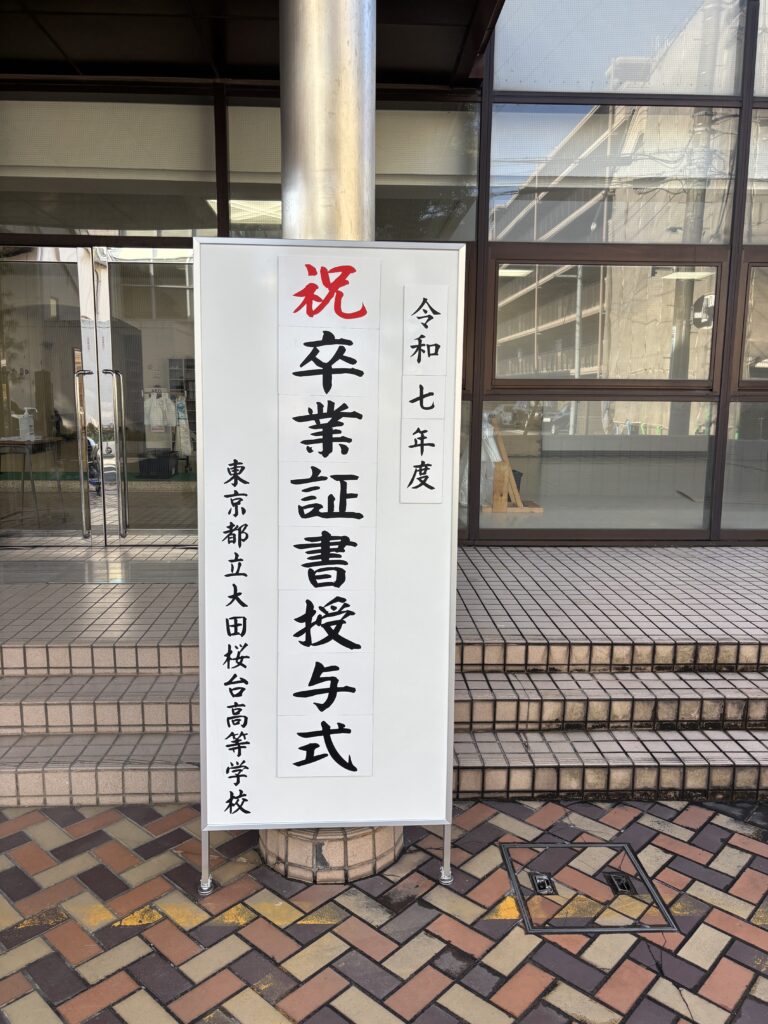 令和七年度
祝卒業証書授与式
東京都立大田桜台高等学校